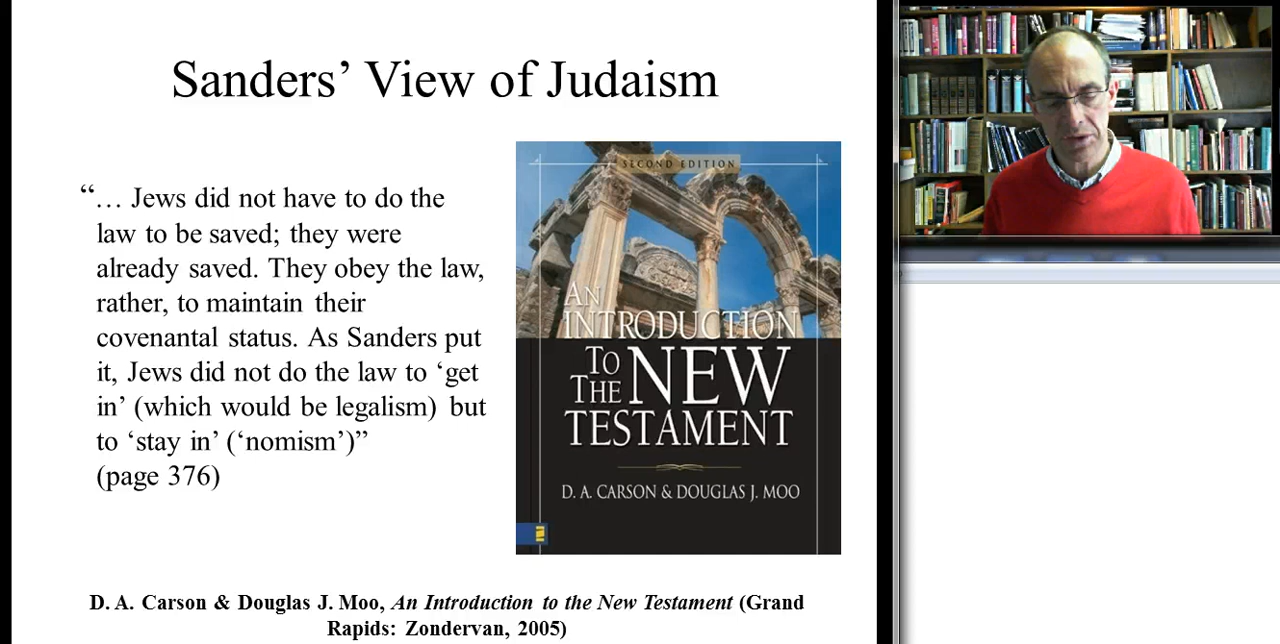 Sanders’ View of Judaism
“… Jews did not have to do the
law to be saved; they were
already saved. They obey the law,
rather, to maintain their
covenantal status. As Sanders put
it, Jews did not do the law to ‘get
in’ (which would be legalism) but
to ‘stay in’ (‘nomism’)”
(page 376)
SECOND EDITION
AN
INTRODUCTION
TO
THE NEW
TESTAMENT
D. A. CARSON & DOUGLAS J. MOO
D. A. Carson & Douglas J. Moo, An Introduction to the New Testament (Grand
Rapids: Zondervan, 2005)